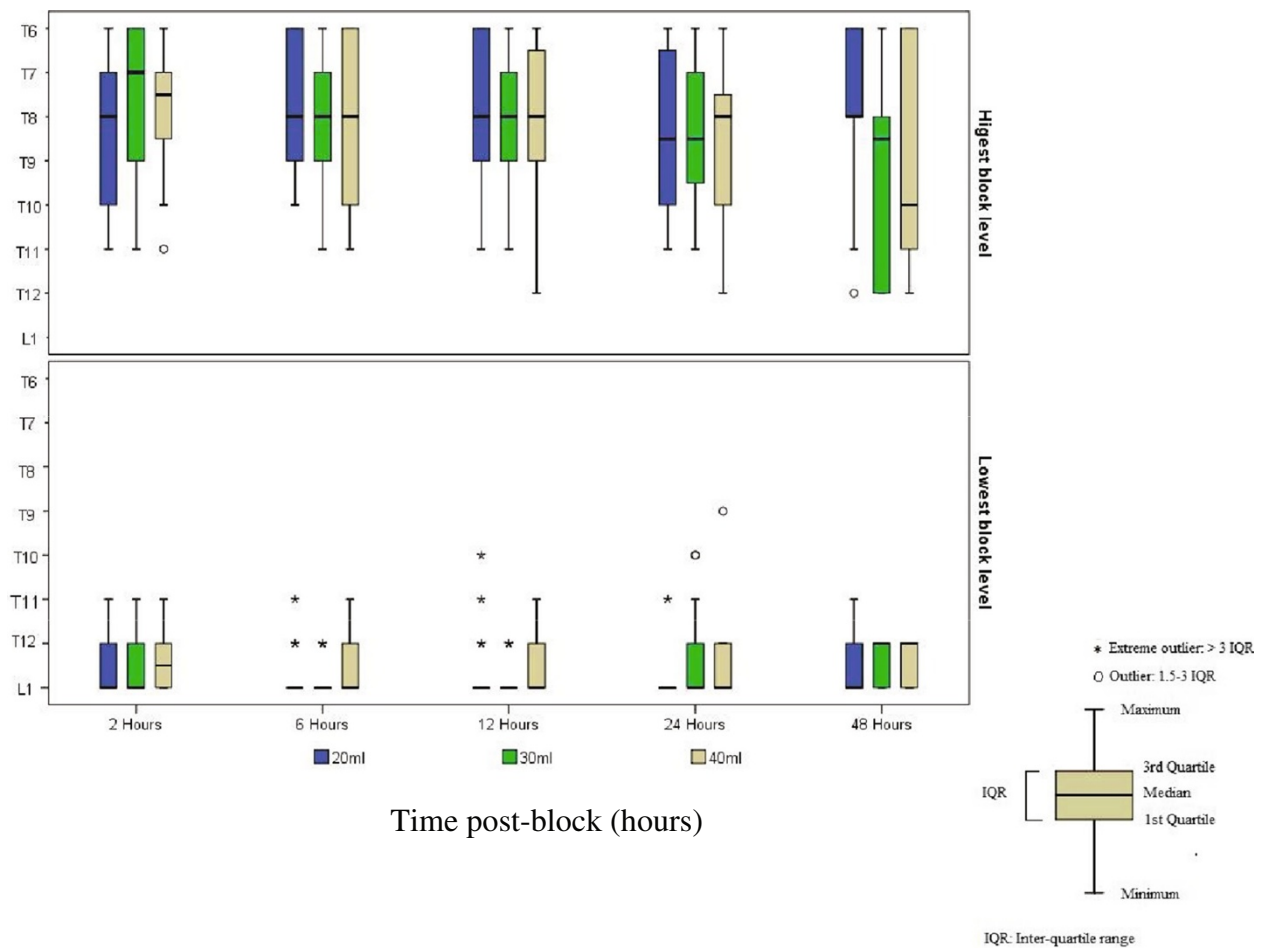 T6
T7
T8
T9
T10
T11
T12
L1
Higest block level
T6
T7
T8
T9
T10
T11
T12
L1
Lowest block level
2 Hours 6 Hours 12 Hours 24 Hours 48 Hours
20ml 30ml 40ml
Time post-block (hours)
* Extreme outlier: > 3 IQR
O Outlier: 1.5-3 IQR
Maximum
3rd Quartile
IQR Median
1st Quartile
Minimum
IQR: Inter-quartile range